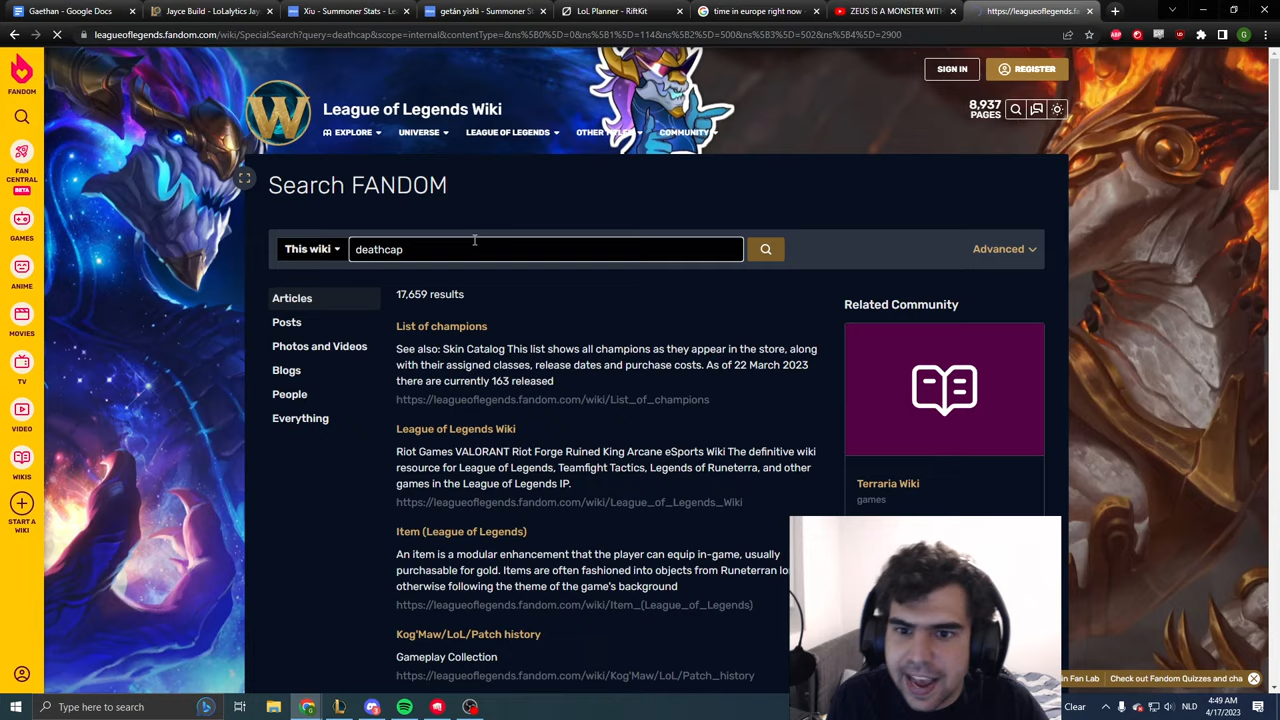 Gaethan - Google Docs
Jayce Build - LoLalytics Ja
Xiu - Summoner Stats - Le
getán yìshì - Summoner S
LoL Planner - RiftKit
time in europe right now -
ZEUS IS A MONSTER WIT
https://leagueoflegends.f
leagueoflegends.fandom.com/wiki/Special:Search?query=deathcap&scope=internal&contentType=&ns%5B0%5D=0&ns%5B1%5D=114&ns%5B2%5D=500&ns%5B3%5D=502&ns%5B4%5D=2900
SIGN IN
REGISTER
FANDOM
League of Legends Wiki
8,937
PAGES
EXPLORE
UNIVERSE
LEAGUE OF LEGENDS
COMMUNITY
FAN
CENTRAL
BETA
GAMES
ANIME
MOVIES
TV
VIDEO
WIKIS
START A
WIKI
Search FANDOM
This wiki
deathcap
Advanced
Articles
Posts
Photos and Videos
Blogs
People
Everything
17,659 results
List of champions
See also: Skin Catalog This list shows all champions as they appear in the store, along
with their assigned classes, release dates and purchase costs. As of 22 March 2023
there are currently 163 released
https://leagueoflegends.fandom.com/wiki/List_of_champions
League of Legends Wiki
Riot Games VALORANT Riot Forge Ruined King Arcane eSports Wiki The definitive wiki
resource for League of Legends, Teamfight Tactics, Legends of Runeterra, and other
games in the League of Legends IP.
https://leagueoflegends.fandom.com/wiki/League_of_Legends_Wiki
Item (League of Legends)
An item is a modular enhancement that the player can equip in-game, usually
purchasable for gold. Items are often fashioned into objects from Runeterran lo
otherwise following the theme of the game's background
https://leagueoflegends.fandom.com/wiki/Item_(League_of_Legends)
Kog'Maw/LoL/Patch history
Gameplay Collection
https://leagueoflegends.fandom.com/wiki/Kog'Maw/LoL/Patch_history
Related Community
Terraria Wiki
games
in Fan Lab
Check out Fandom Quizzes and cha
Type here to search
Clear
NLD
4:49 AM
4/17/2023